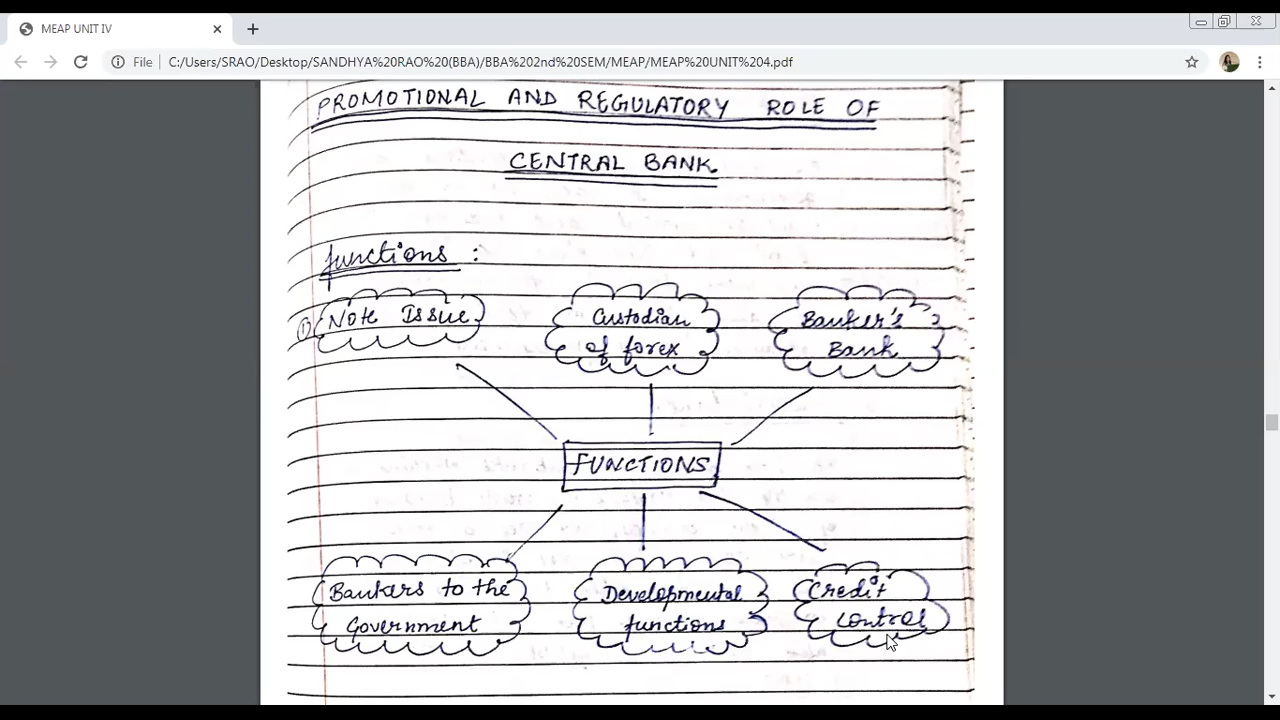 MEAP UNIT IV
File
C:/Users/SRAO/Desktop/SANDHYA%20RAO%20(BBA)/BBA%202nd%20SEM/MEAP/MEAP%20UNIT%204.pdf
PROMOTIONAL AND REGULATORY ROLE OF
CENTRAL BANK
functions :
① Note Issue
Custodian
of forex
Banker's
Bank
FUNCTIONS
Bankers to the
Government
Developmental
functions
Credit
control